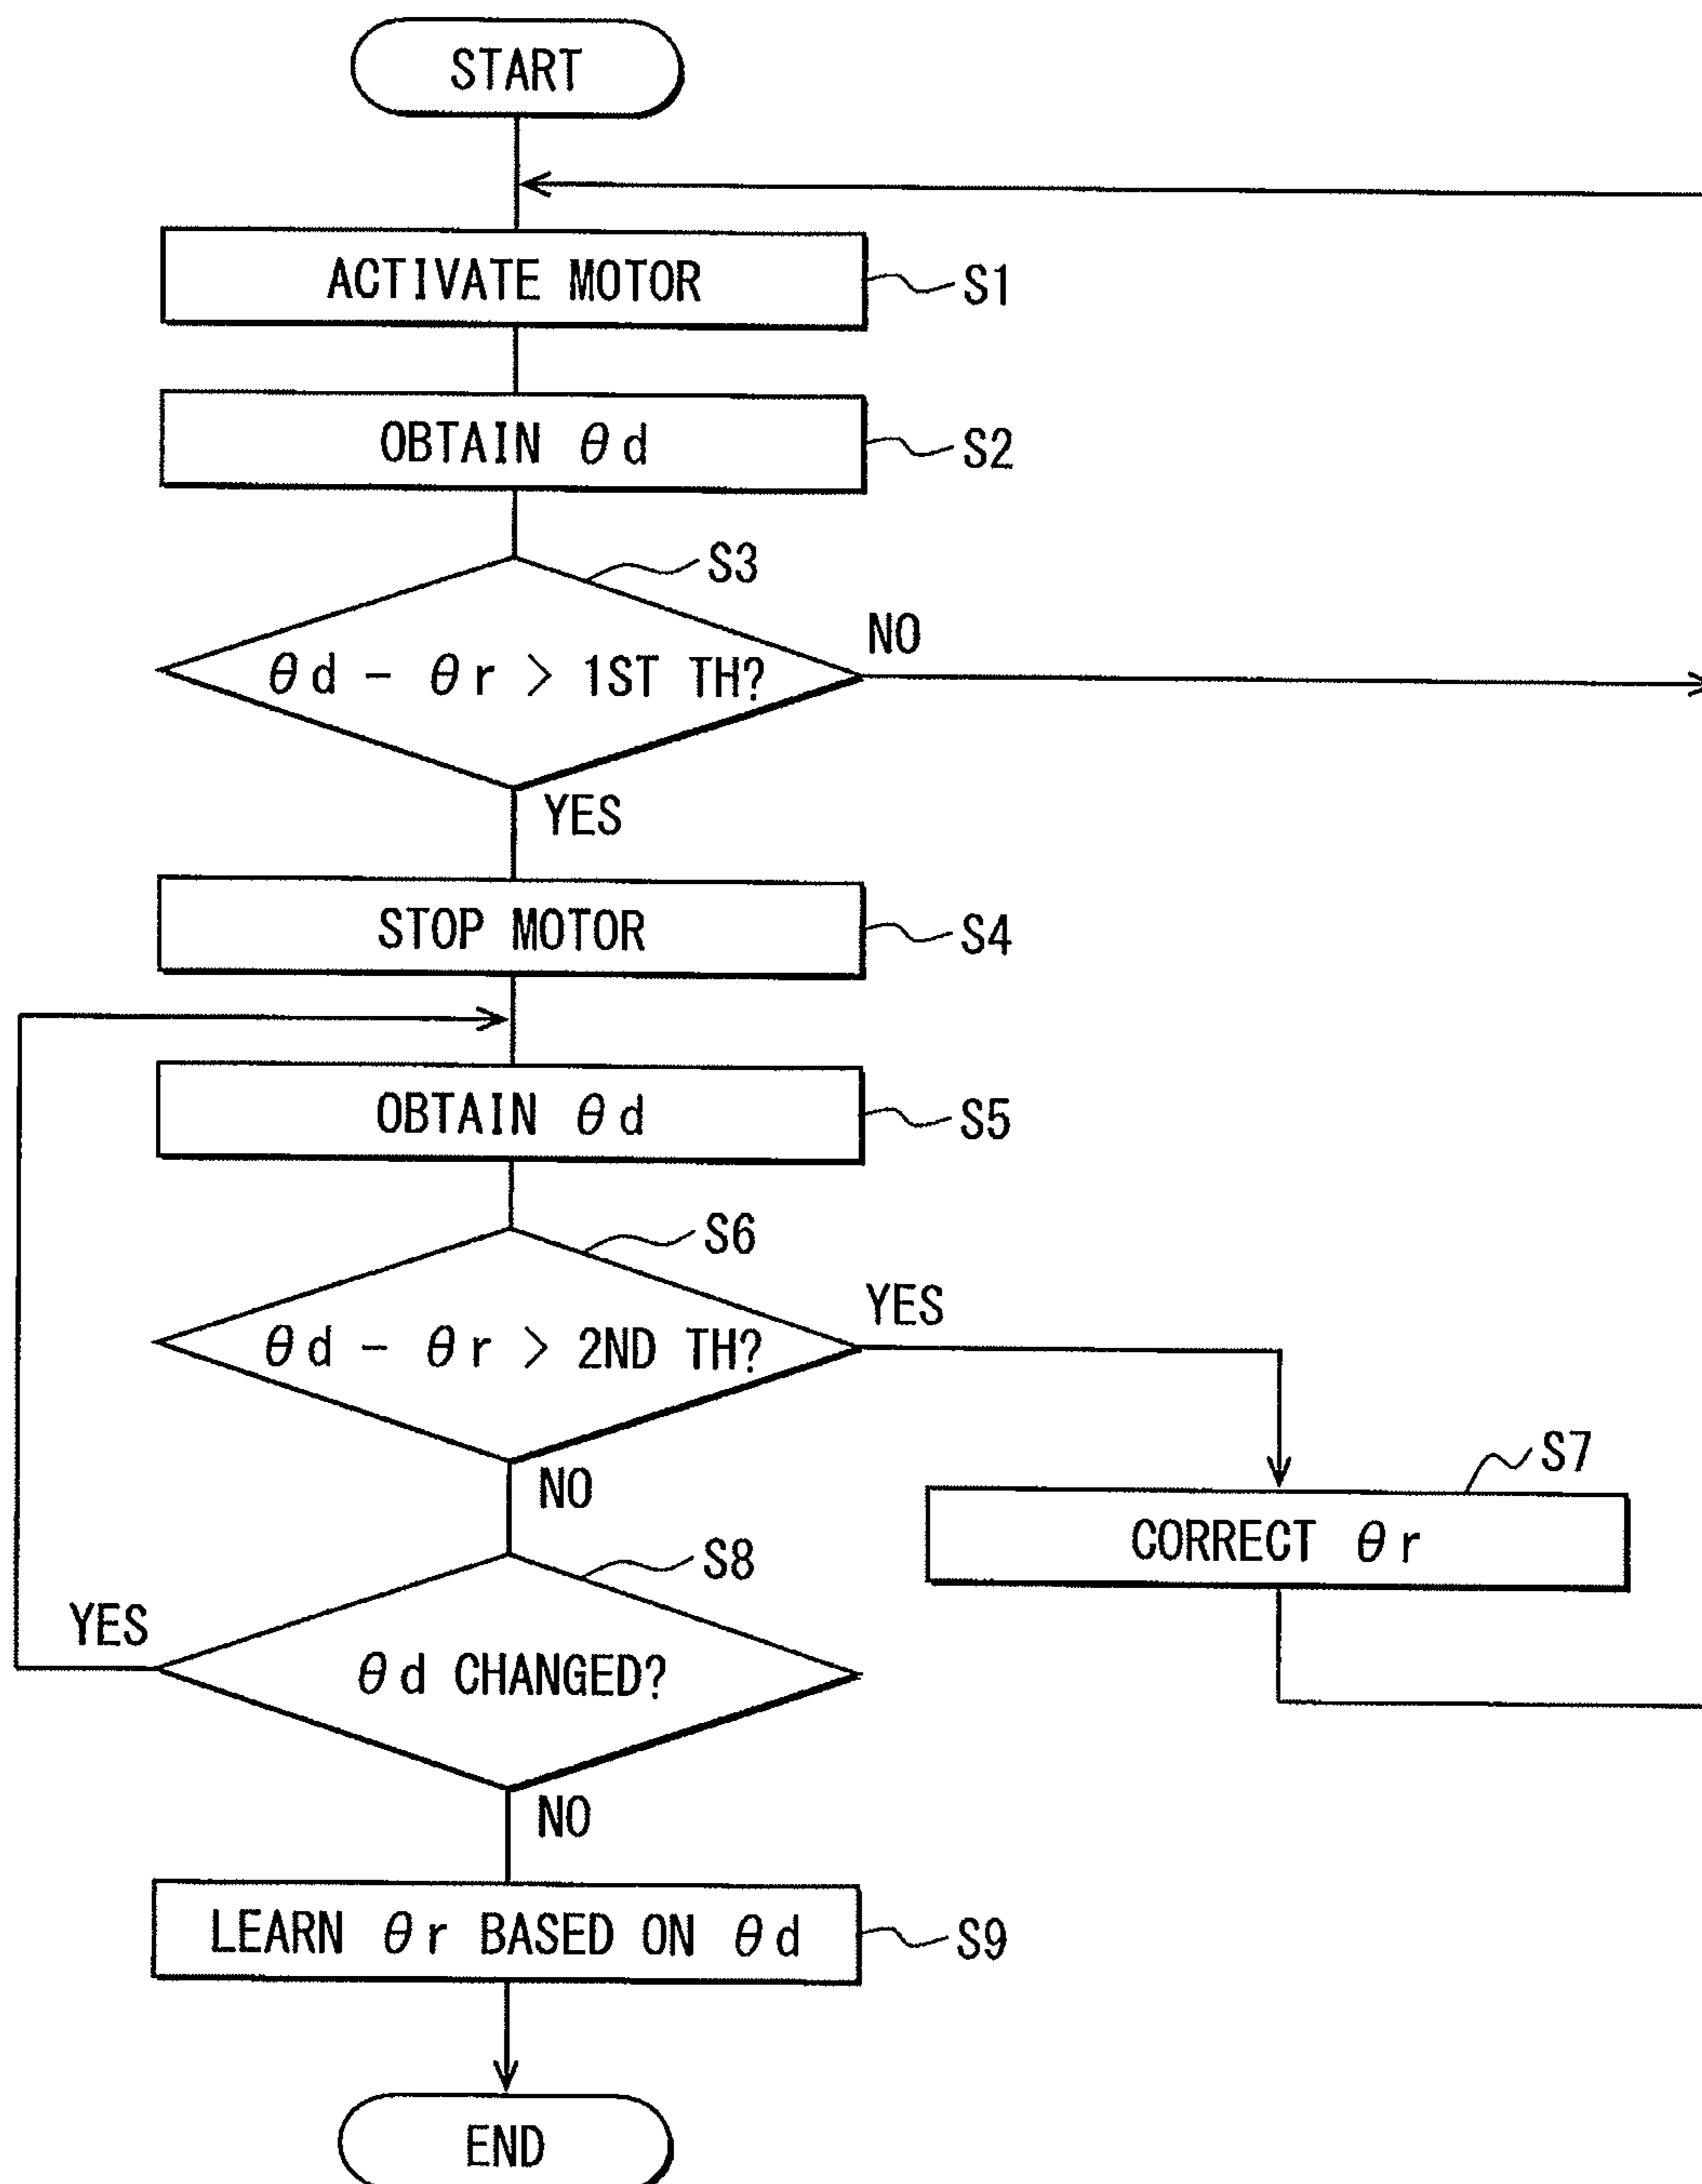 START
ACTIVATE MOTOR
S1
OBTAIN θd
S2
S3
θd - θr > 1ST TH?
NO
YES
STOP MOTOR
S4
OBTAIN θd
S5
S6
θd - θr > 2ND TH?
YES
NO
S7
CORRECT θr
S8
YES
θd CHANGED?
NO
LEARN θr BASED ON θd
S9
END